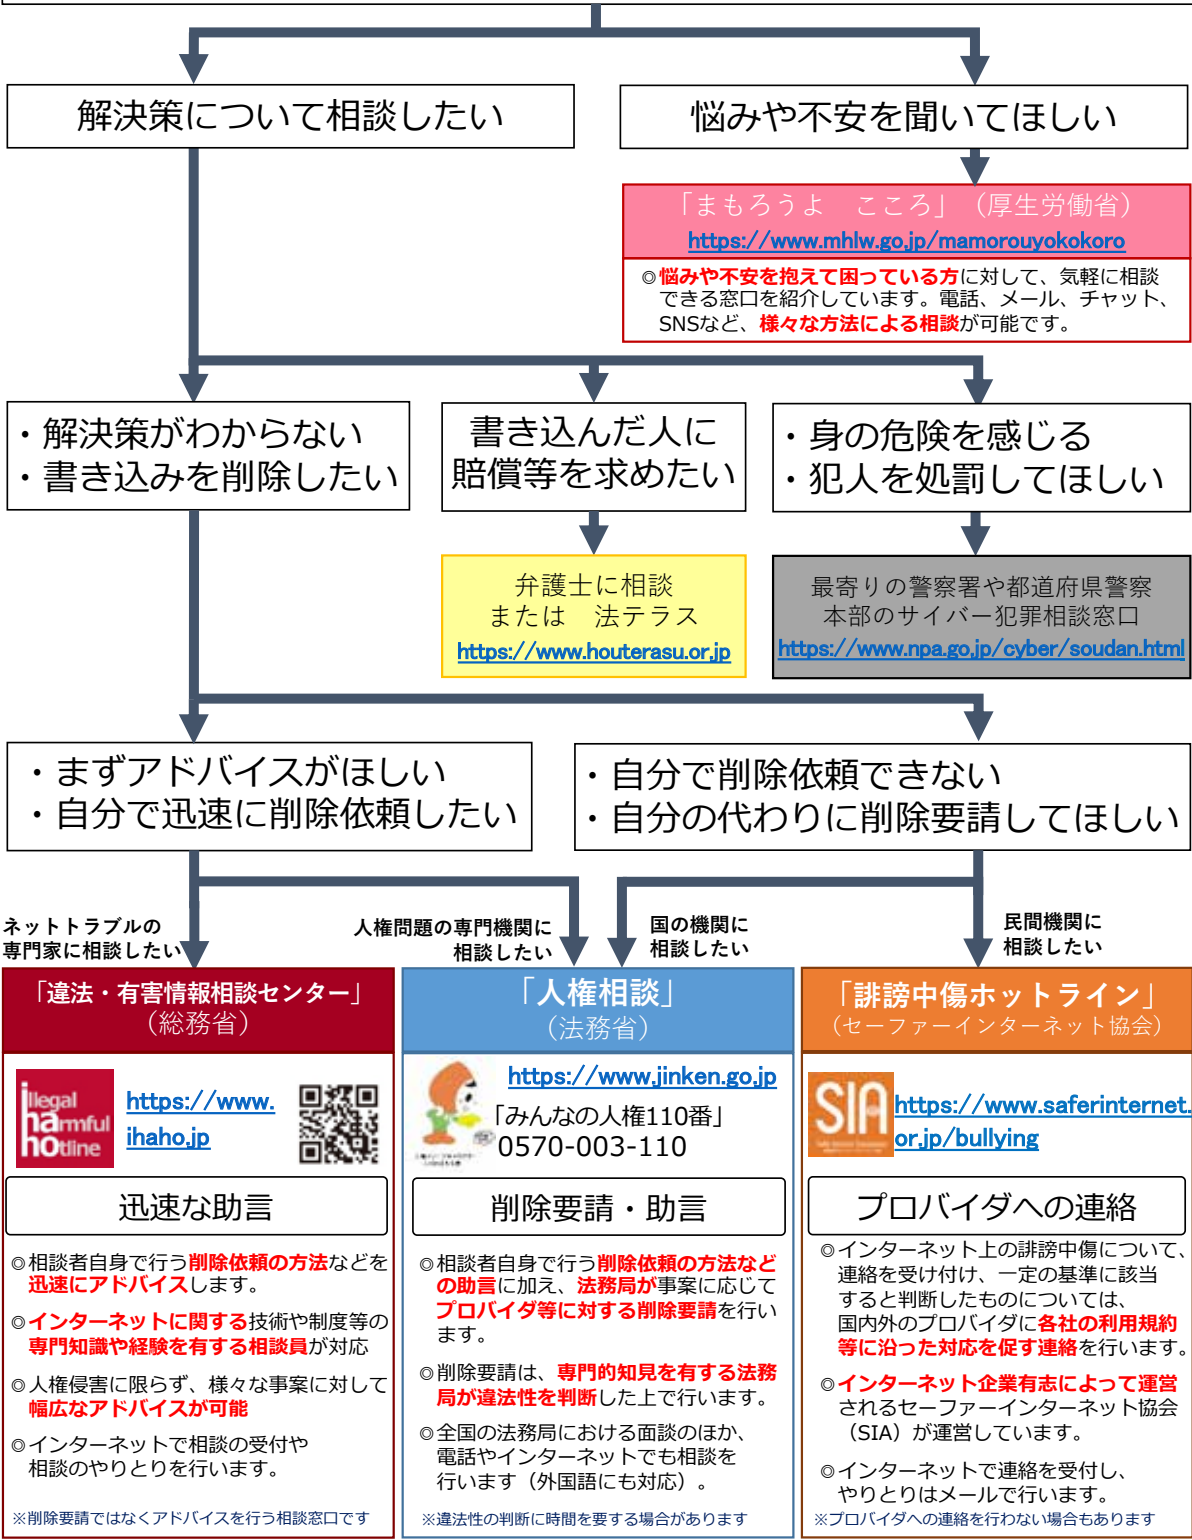 解決策について相談したい
悩みや不安を聞いてほしい
「まもろうよ　こころ」（厚生労働省）
https://www.mhlw.go.jp/mamorouyokokoro
◎悩みや不安を抱えて困っている方に対して、気軽に相談
できる窓口を紹介しています。電話、メール、チャット、
SNSなど、様々な方法による相談が可能です。
・解決策がわからない
・書き込みを削除したい
書き込んだ人に
賠償等を求めたい
・身の危険を感じる
・犯人を処罰してほしい
弁護士に相談
または　法テラス
https://www.houterasu.or.jp
最寄りの警察署や都道府県警察
本部のサイバー犯罪相談窓口
https://www.npa.go.jp/cyber/soudan.html
・まずアドバイスがほしい
・自分で迅速に削除依頼したい
・自分で削除依頼できない
・自分の代わりに削除要請してほしい
ネットトラブルの
専門家に相談したい
人権問題の専門機関に
相談したい
国の機関に
相談したい
民間機関に
相談したい
「違法・有害情報相談センター」
（総務省）
illegal
harmful
hotline
https://www.
ihaho.jp
迅速な助言
◎相談者自身で行う削除依頼の方法などを
迅速にアドバイスします。
◎インターネットに関する技術や制度等の
専門知識や経験を有する相談員が対応
◎人権侵害に限らず、様々な事案に対して
幅広なアドバイスが可能
◎インターネットで相談の受付や
相談のやりとりを行います。
※削除要請ではなくアドバイスを行う相談窓口です
「人権相談」
（法務省）
https://www.jinken.go.jp
「みんなの人権110番」
0570-003-110
削除要請・助言
◎相談者自身で行う削除依頼の方法など
の助言に加え、法務局が事案に応じて
プロバイダ等に対する削除要請を行い
ます。
◎削除要請は、専門的知見を有する法務
局が違法性を判断した上で行います。
◎全国の法務局における面談のほか、
電話やインターネットでも相談を
行います（外国語にも対応）。
※違法性の判断に時間を要する場合があります
「誹謗中傷ホットライン」
（セーファーインターネット協会）
SIA
https://www.saferinternet.
or.jp/bullying
プロバイダへの連絡
◎インターネット上の誹謗中傷について、
連絡を受け付け、一定の基準に該当
すると判断したものについては、
国内外のプロバイダに各社の利用規約
等に沿った対応を促す連絡を行います。
◎インターネット企業有志によって運営
されるセーファーインターネット協会
（SIA）が運営しています。
◎インターネットで連絡を受付し、
やりとりはメールで行います。
※プロバイダへの連絡を行わない場合もあります